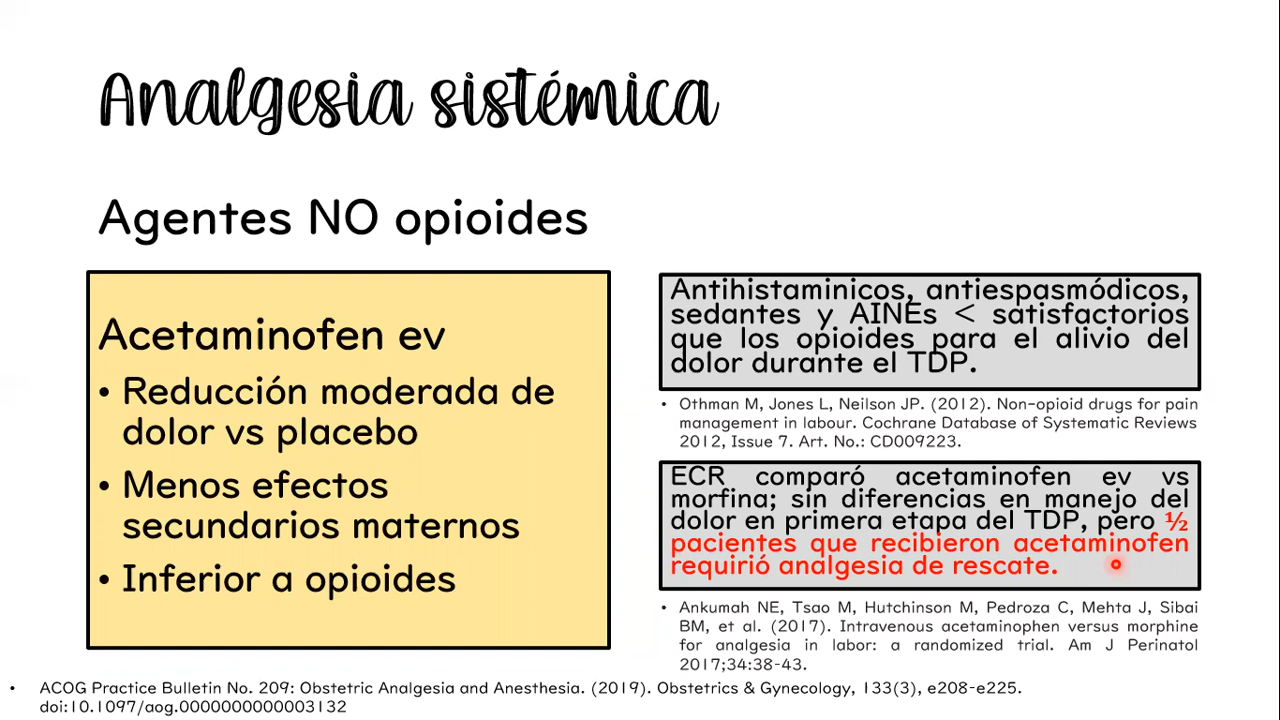 Analgesia sistémica
Agentes NO opioides
Acetaminofen ev
• Reducción moderada de
dolor vs placebo
• Menos efectos
secundarios maternos
• Inferior a opioides
Antihistaminicos, antiespasmódicos,
sedantes y AINEs < satisfactorios
que los opioides para el alivio del
dolor durante el TDP.
• Othman M, Jones L, Neilson JP. (2012). Non-opioid drugs for pain
management in labour. Cochrane Database of Systematic Reviews
2012, Issue 7. Art. No.: CD009223.
ECR comparó acetaminofen ev vs
morfina; sin diferencias en manejo del
dolor en primera etapa del TDP, pero ½
pacientes que recibieron acetaminofen
requirió analgesia de rescate.
• Ankumah NE, Tsao M, Hutchinson M, Pedroza C, Mehta J, Sibai
BM, et al. (2017). Intravenous acetaminophen versus morphine
for analgesia in labor: a randomized trial. Am J Perinatol
2017;34:38-43.
• ACOG Practice Bulletin No. 209: Obstetric Analgesia and Anesthesia. (2019). Obstetrics & Gynecology, 133(3), e208-e225.
doi:10.1097/aog.0000000000003132